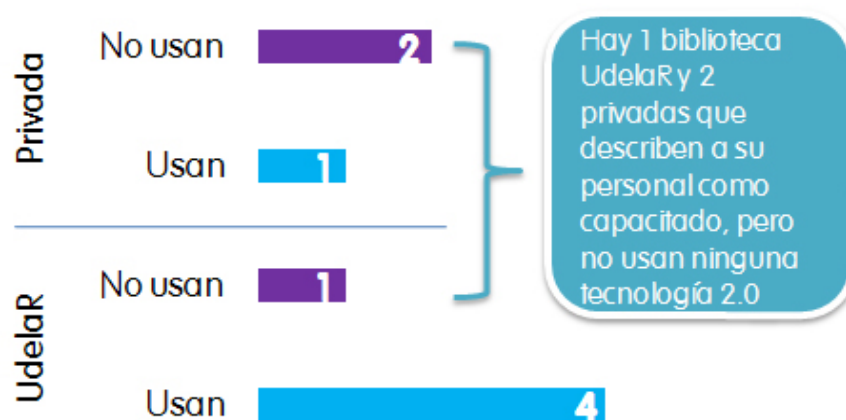 Privada
No usan
2
Usan
1
UdelaR
No usan
1
Usan
4
Hay 1 biblioteca
UdelaR y 2
privadas que
describen a su
personal como
capacitado, pero
no usan ninguna
tecnología 2.0